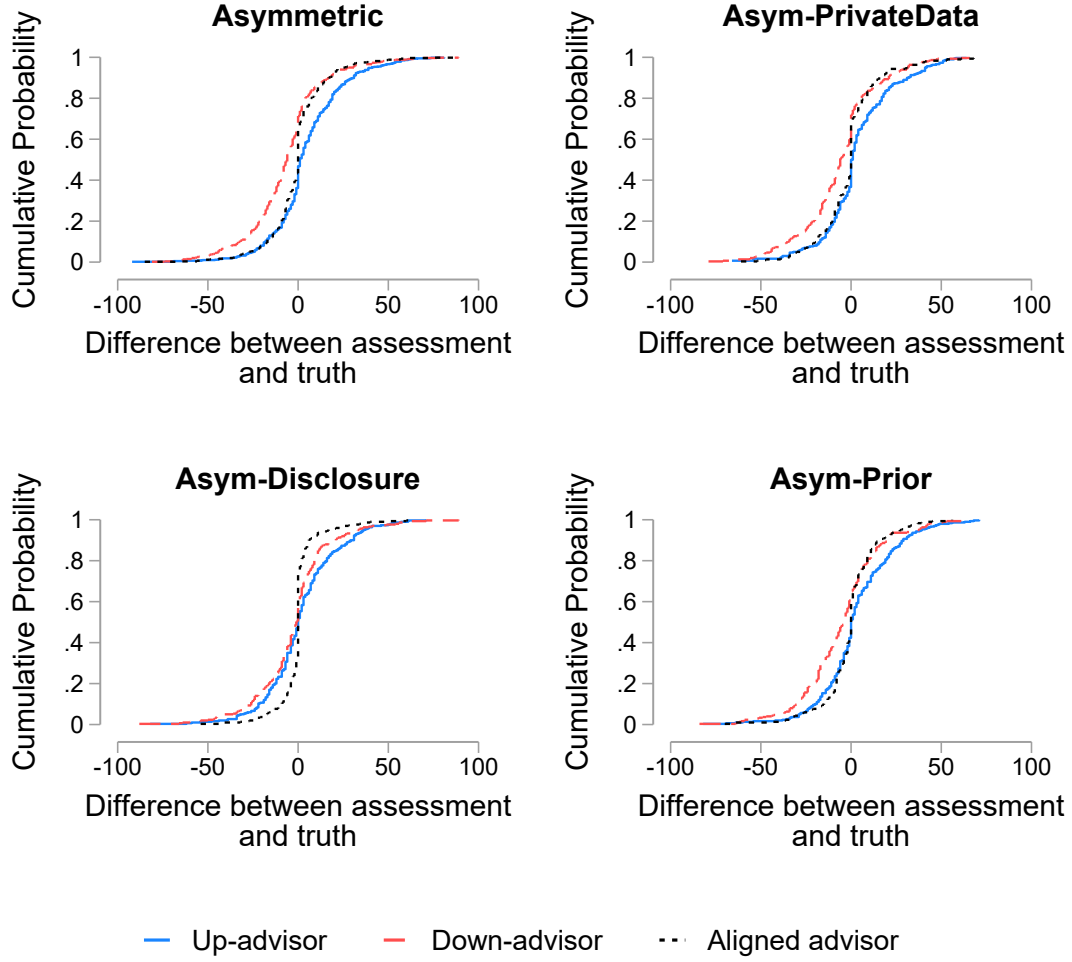 Asymmetric
Cumulative Probability
1
.8
.6
.4
.2
0
-100 -50 0 50 100
Difference between assessment
and truth
Asym-PrivateData
Cumulative Probability
1
.8
.6
.4
.2
0
-100 -50 0 50 100
Difference between assessment
and truth
Asym-Disclosure
Cumulative Probability
1
.8
.6
.4
.2
0
-100 -50 0 50 100
Difference between assessment
and truth
Asym-Prior
Cumulative Probability
1
.8
.6
.4
.2
0
-100 -50 0 50 100
Difference between assessment
and truth
Up-advisor Down-advisor Aligned advisor